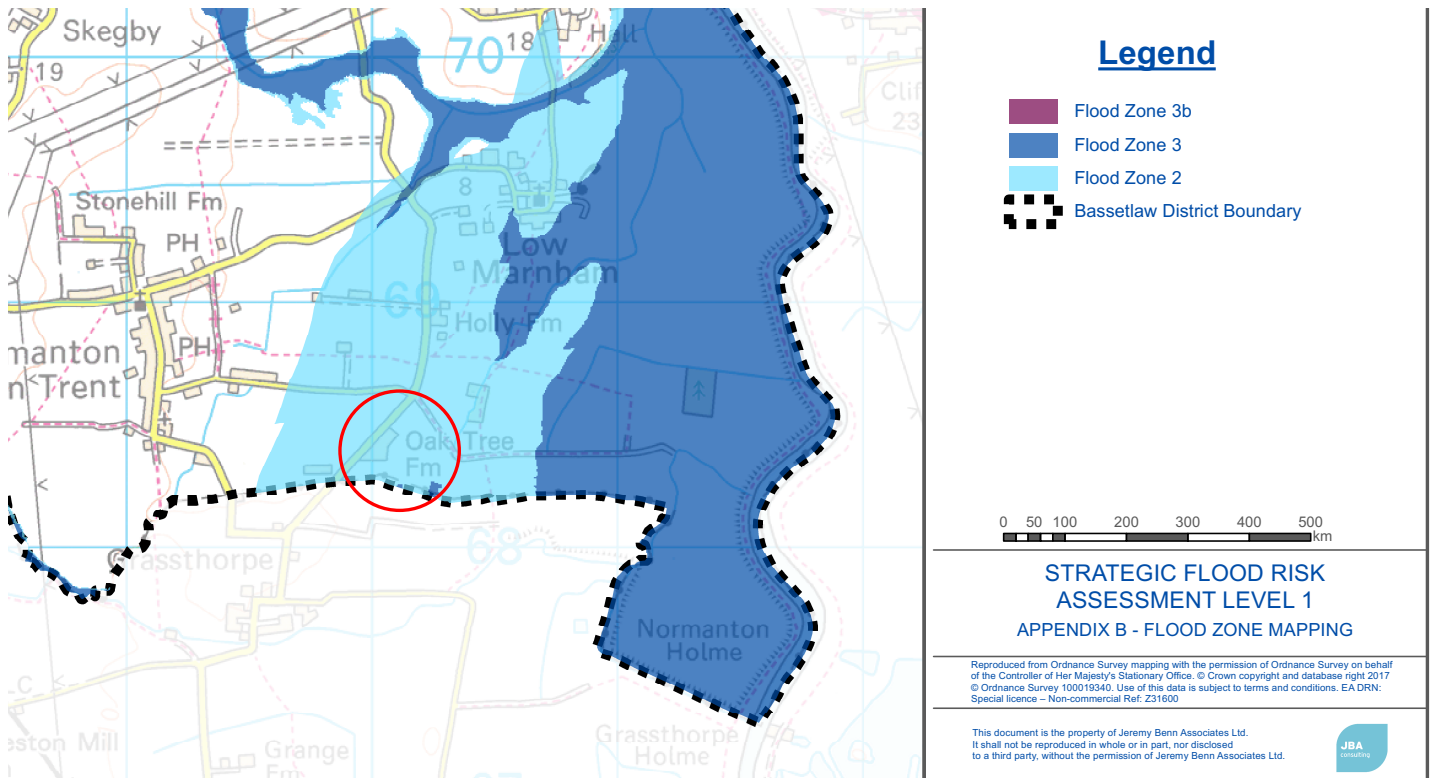 Skegby
70
18
Hall
19
Clif
23
8
Stonehill Fm
PH
Low
Marnham
69
Holly Fm
manton
n Trent
PH
Oak Tree
Fm
68
Grassthorpe
Normanton
Holme
Grassthorpe
Holme
eston Mill
Grange
Fm
67
Legend
Flood Zone 3b
Flood Zone 3
Flood Zone 2
Bassetlaw District Boundary
0 50 100 200 300 400 500
km
STRATEGIC FLOOD RISK
ASSESSMENT LEVEL 1
APPENDIX B - FLOOD ZONE MAPPING
Reproduced from Ordnance Survey mapping with the permission of Ordnance Survey on behalf
of the Controller of Her Majesty's Stationary Office. © Crown copyright and database right 2017
© Ordnance Survey 100019340. Use of this data is subject to terms and conditions. EA DRN:
Special licence – Non-commercial Ref: Z31600
This document is the property of Jeremy Benn Associates Ltd.
It shall not be reproduced in whole or in part, nor disclosed
to a third party, without the permission of Jeremy Benn Associates Ltd.
JBA
consulting